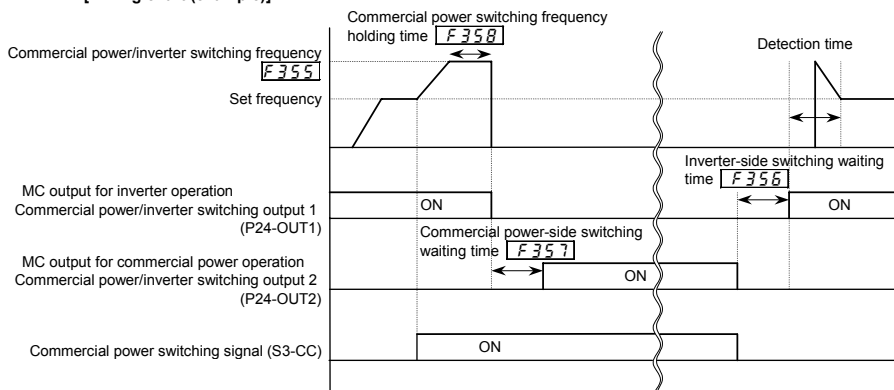 Commercial power switching frequency
holding time F358
Commercial power/inverter switching frequency
F355
Detection time
Set frequency
Inverter-side switching waiting
time F356
MC output for inverter operation
Commercial power/inverter switching output 1
(P24-OUT1)
ON
ON
Commercial power-side switching
waiting time F357
MC output for commercial power operation
Commercial power/inverter switching output 2
(P24-OUT2)
ON
Commercial power switching signal (S3-CC)
ON